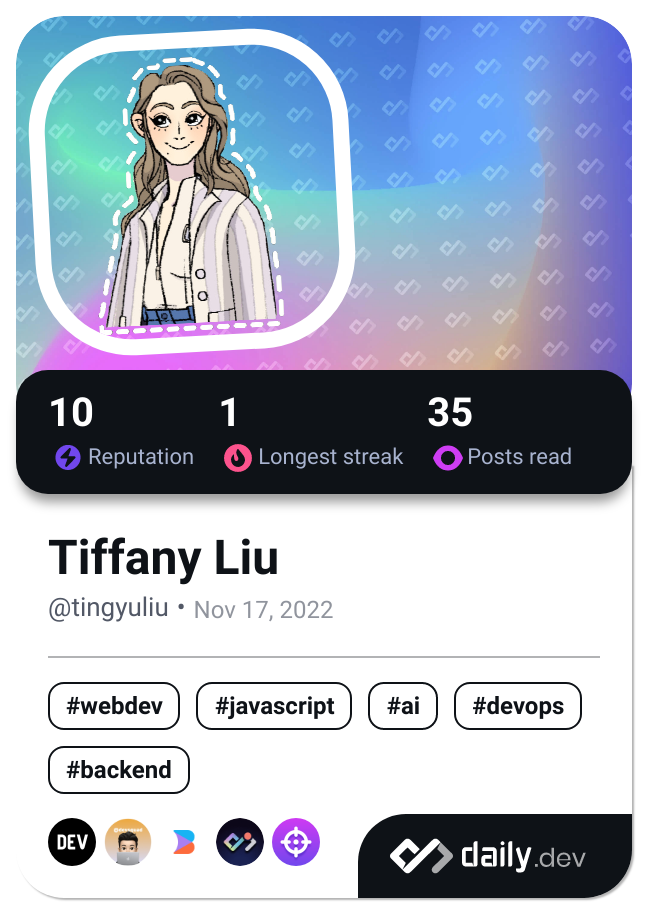 10 1 35
Reputation Longest streak Posts read
Tiffany Liu
@tingyuliu • Nov 17, 2022
#webdev #javascript #ai #devops
#backend
DEV
daily.dev